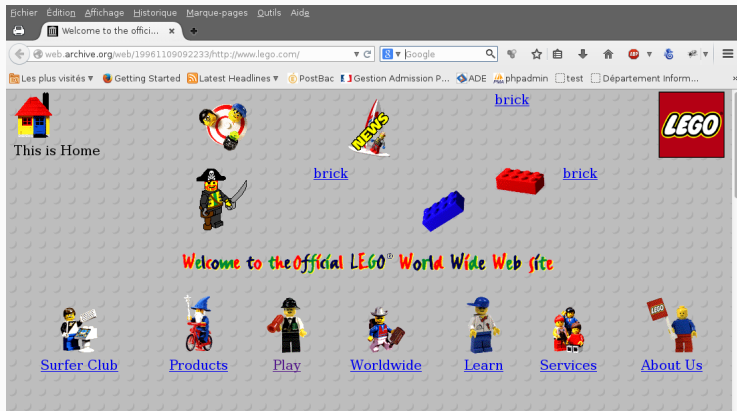 Fichier Édition Affichage Historique Marque-pages Outils Aide
Welcome to the offici...
web.archive.org/web/19961109092233/http://www.lego.com/
Google
Les plus visités Getting Started Latest Headlines PostBac Gestion Admission P... ADE phpadmin test Département Inform...
This is Home
NEWS
brick
LEGO
brick
brick
Welcome to the Official LEGO® World Wide Web site
LEGO
Surfer Club Products Play Worldwide Learn Services About Us